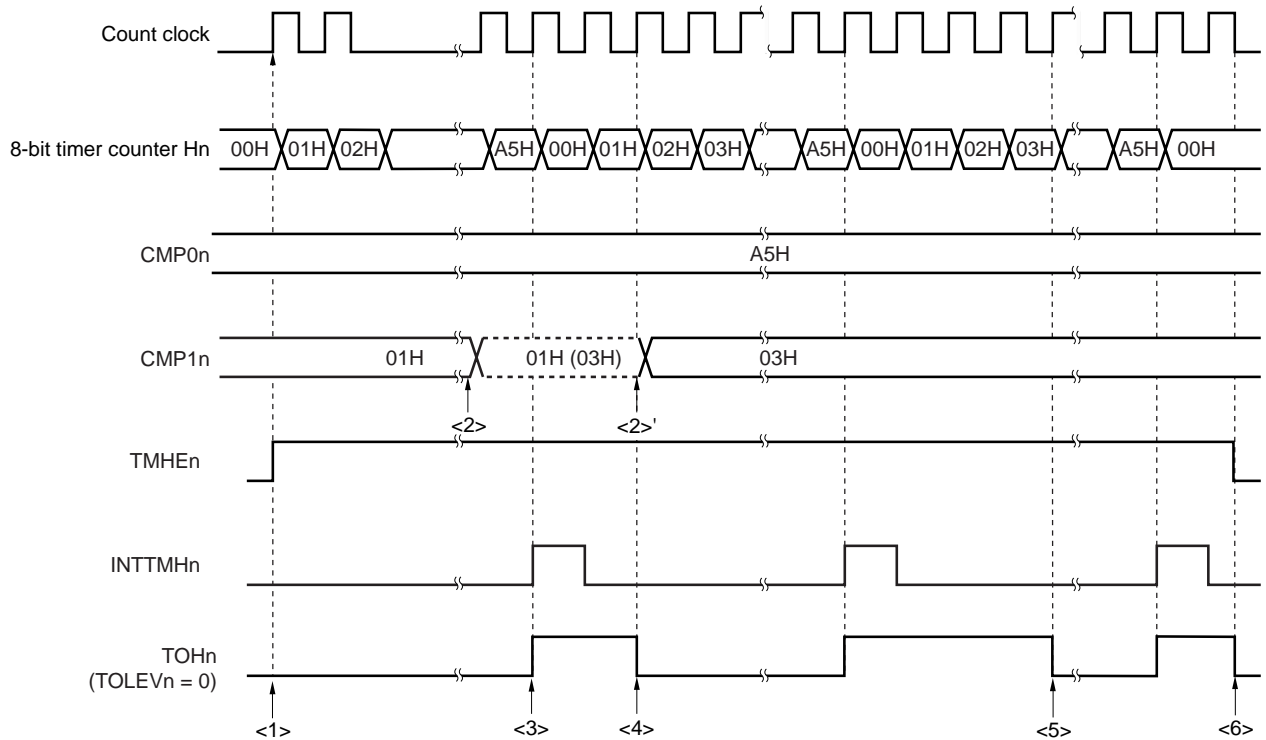 Count clock
8-bit timer counter Hn 00H 01H 02H A5H 00H 01H 02H 03H A5H 00H 01H 02H 03H A5H 00H
CMP0n A5H
CMP1n 01H 01H (03H) 03H
<2> <2>'
TMHEn
INTTMHn
TOHn
(TOLEVn = 0)
<1> <3> <4> <5> <6>